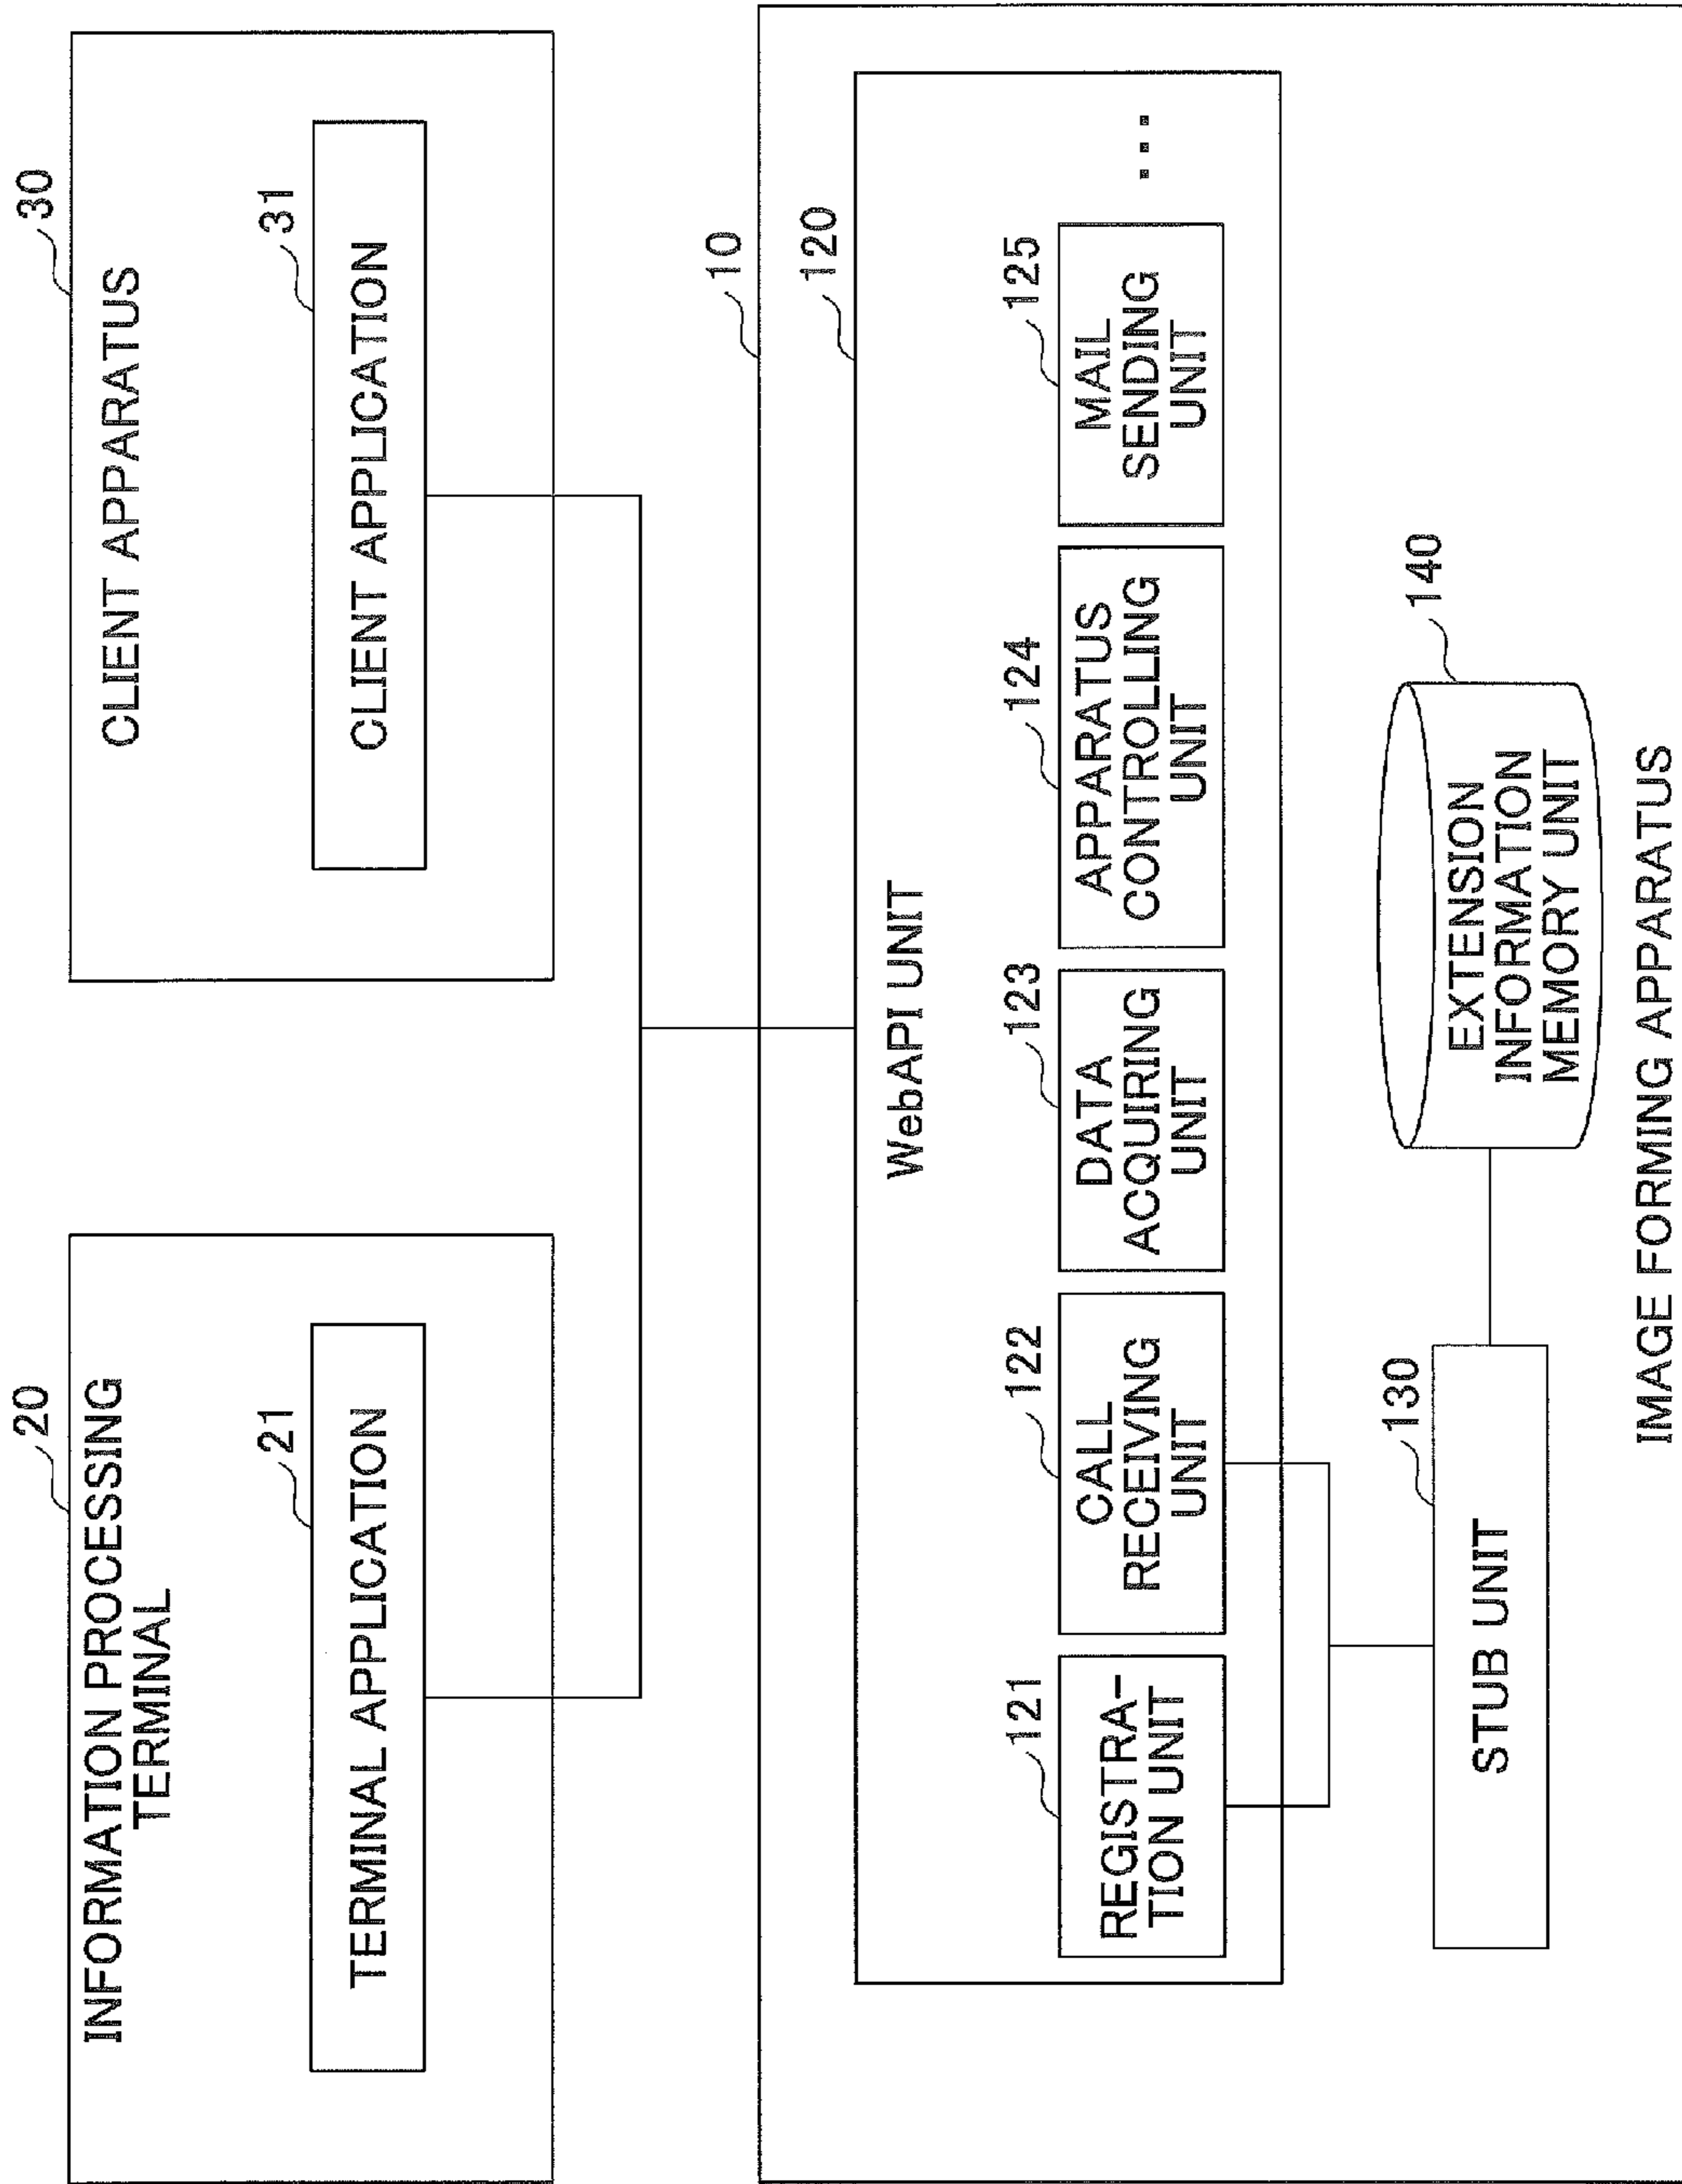 20
INFORMATION PROCESSING
TERMINAL
21
TERMINAL APPLICATION
30
CLIENT APPARATUS
31
CLIENT APPLICATION
10
120
WebAPI UNIT
121
REGISTRA-
TION UNIT
122
CALL
RECEIVING
UNIT
123
DATA
ACQUIRING
UNIT
124
APPARATUS
CONTROLLING
UNIT
125
MAIL
SENDING
UNIT
...
130
STUB UNIT
140
EXTENSION
INFORMATION
MEMORY UNIT
IMAGE FORMING APPARATUS